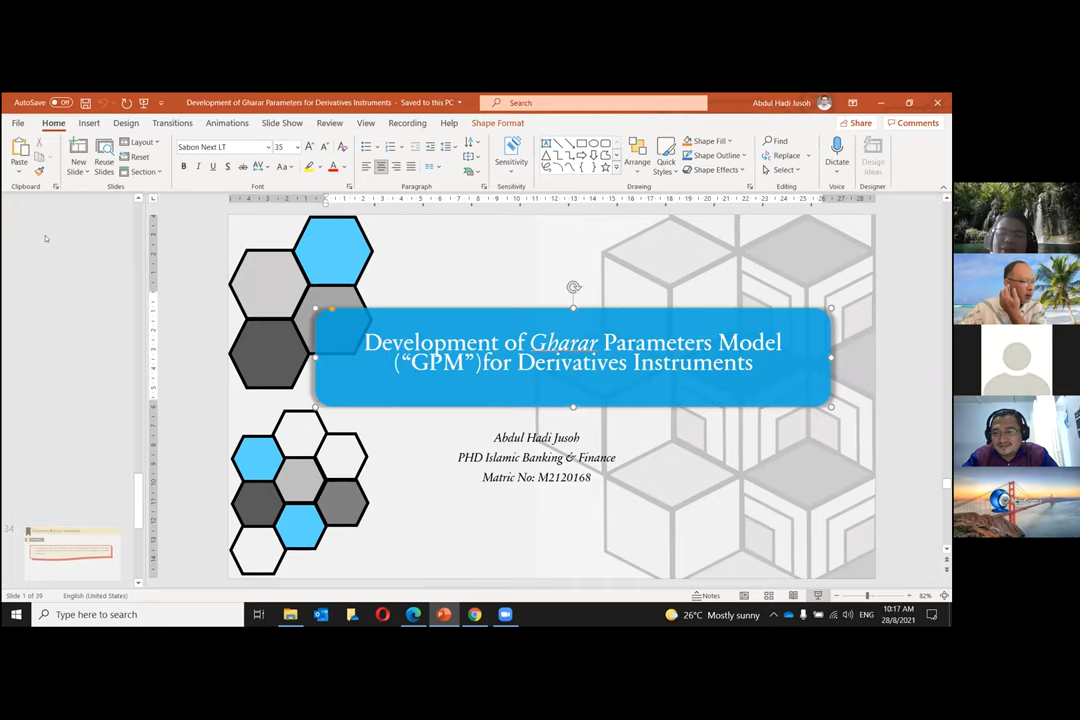 AutoSave Off
Development of Gharar Parameters for Derivatives Instruments - Saved to this PC
Search
Abdul Hadi Jusoh
File Home Insert Design Transitions Animations Slide Show Review View Recording Help Shape Format
Share Comments
Paste
New Slide
Reuse Slides
Layout
Reset
Section
Sabon Next LT 35
Sensitivity
Arrange
Quick Styles
Shape Fill
Shape Outline
Shape Effects
Find
Replace
Select
Dictate
Design Ideas
Clipboard Slides Font Paragraph Sensitivity Drawing Editing Voice Designer
Development of Gharar Parameters Model
(“GPM”)for Derivatives Instruments
Abdul Hadi Jusoh
PHD Islamic Banking & Finance
Matric No: M2120168
34
Slide 1 of 39 English (United States) Notes 82%
Type here to search
26°C Mostly sunny
ENG
10:17 AM
28/8/2021